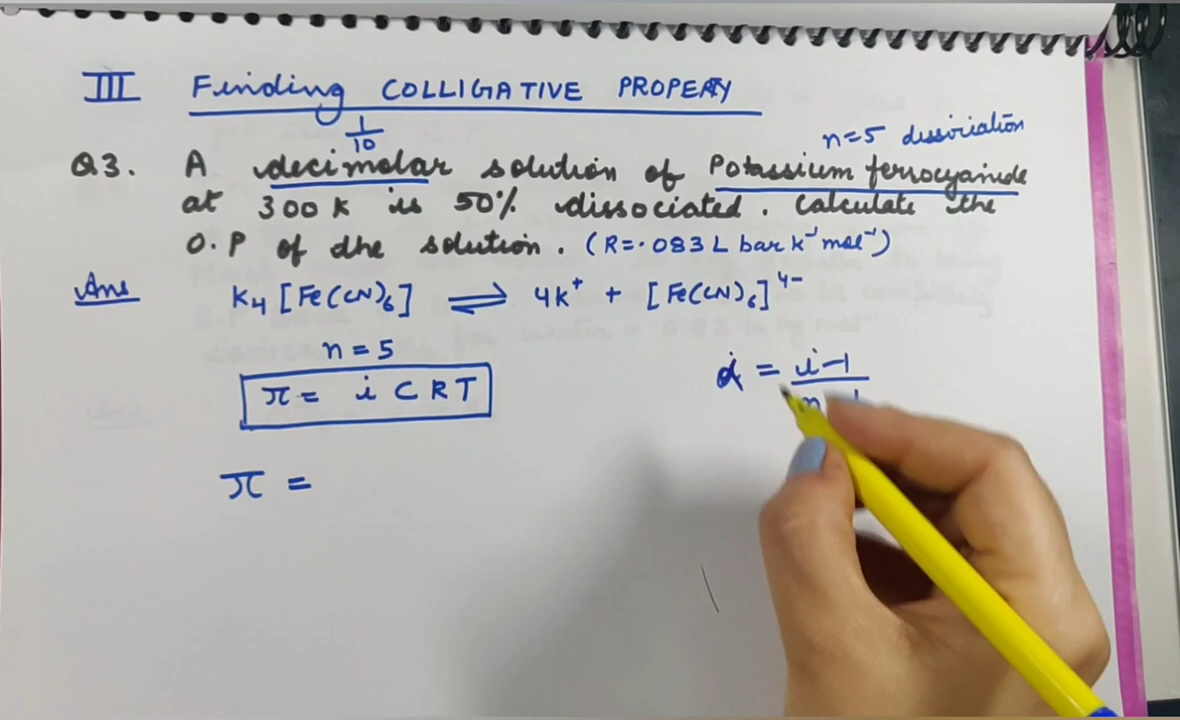 III Finding COLLIGATIVE PROPERTY
1/10
n=5 dissociation
Q3. A decimolar solution of Potassium ferrocyanide
at 300 K is 50% dissociated. Calculate the
O.P of the solution. (R=.083 L bar k⁻¹ mol⁻¹)
Ans K₄ [Fe(CN)₆] ⇌ 4K⁺ + [Fe(CN)₆]⁴⁻
n = 5
π = i C R T
α = i-1
π =